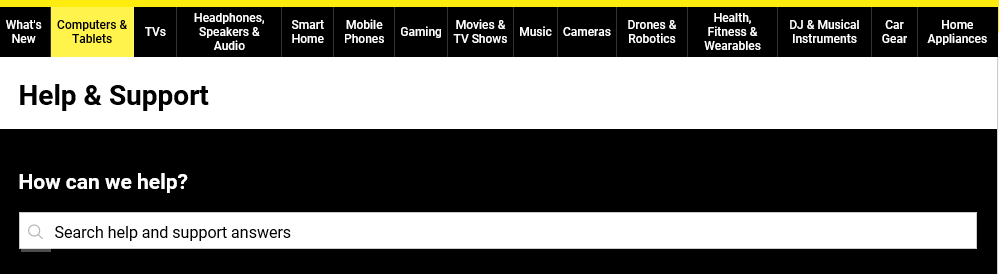 What's New
Computers & Tablets
TVs
Headphones, Speakers & Audio
Smart Home
Mobile Phones
Gaming
Movies & TV Shows
Music
Cameras
Drones & Robotics
Health, Fitness & Wearables
DJ & Musical Instruments
Car Gear
Home Appliances
Help & Support
How can we help?
Search help and support answers